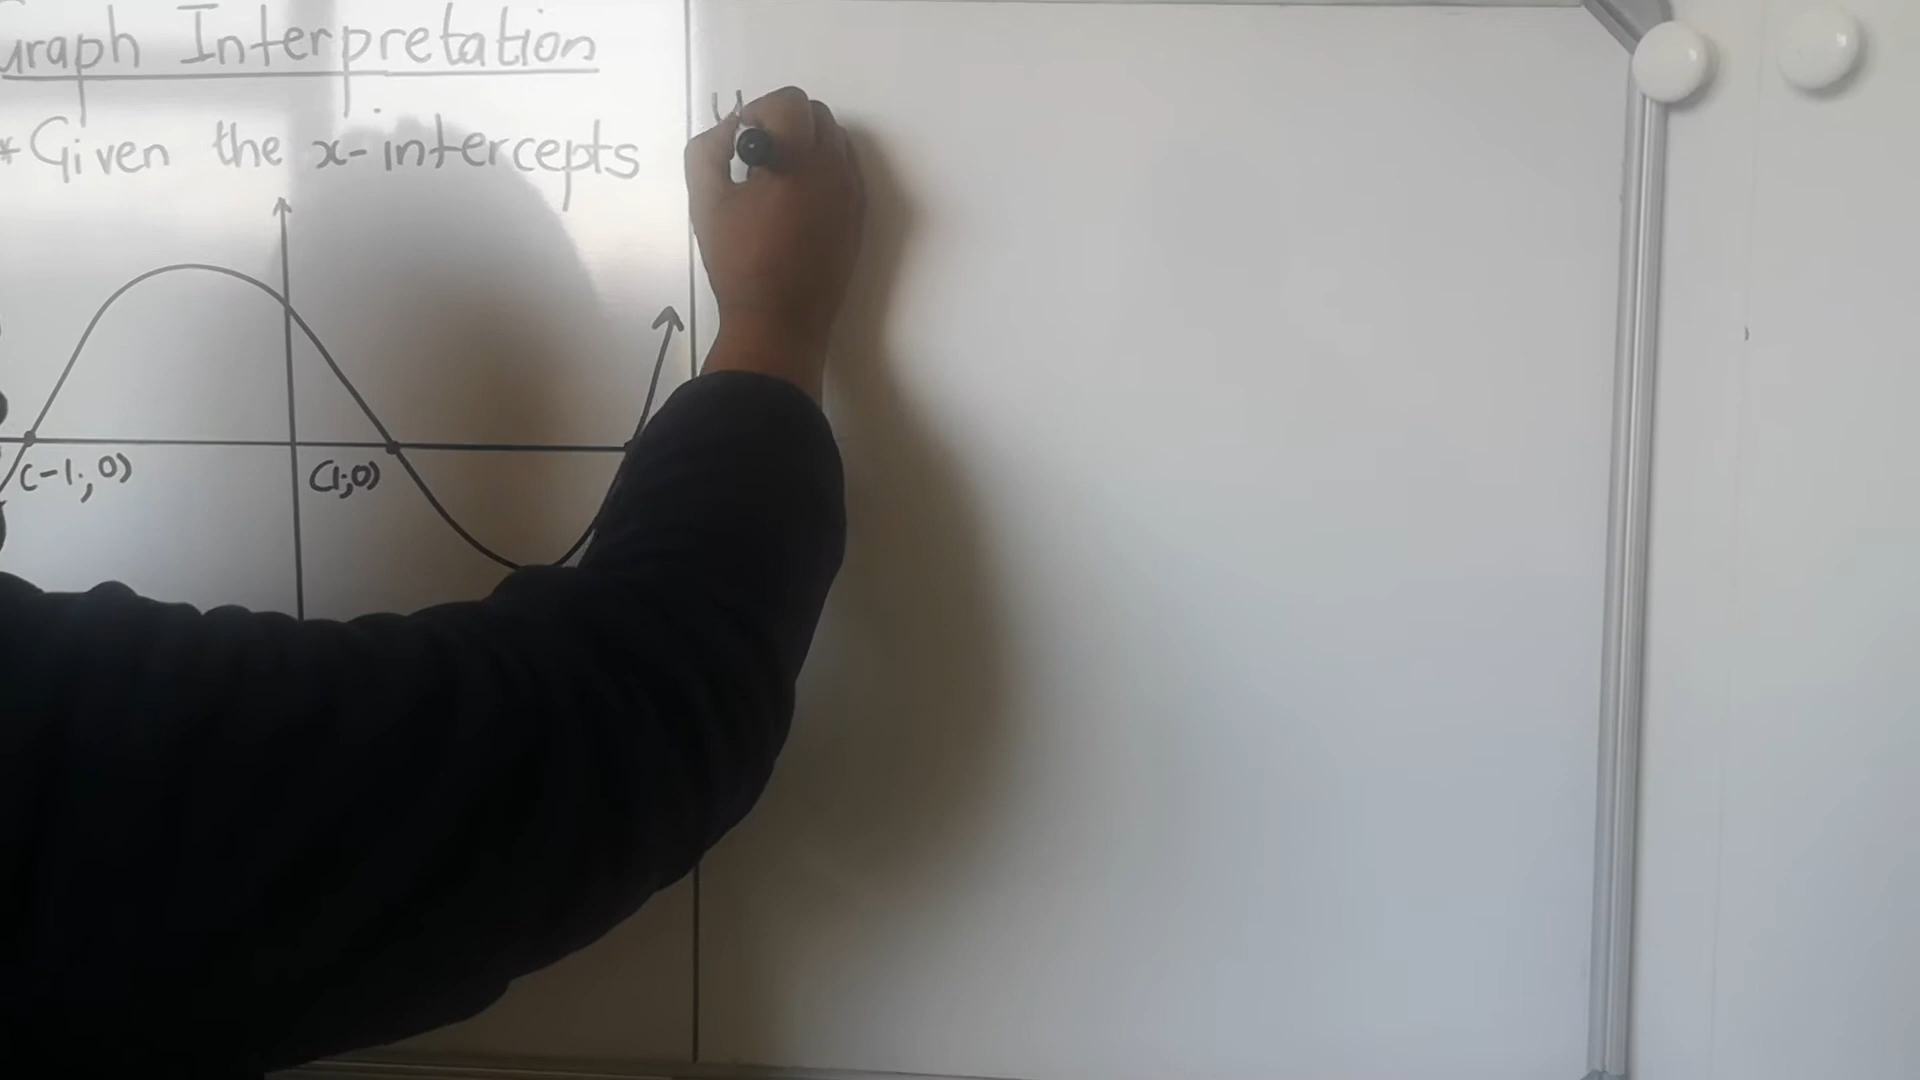 Graph Interpretation
* Given the x-intercepts
y
(-1;0)
(1;0)